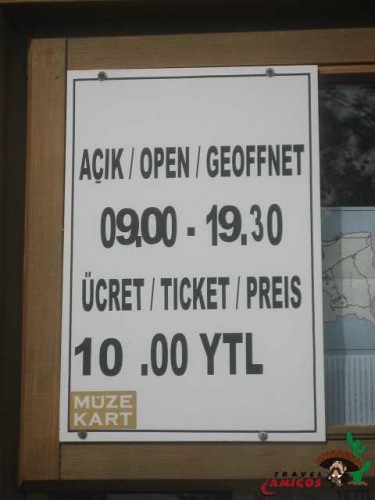 AÇIK / OPEN / GEOFFNET
09.00 - 19.30
ÜCRET / TICKET / PREIS
10 .00 YTL
MÜZE
KART
TRAVEL
AMIGOS